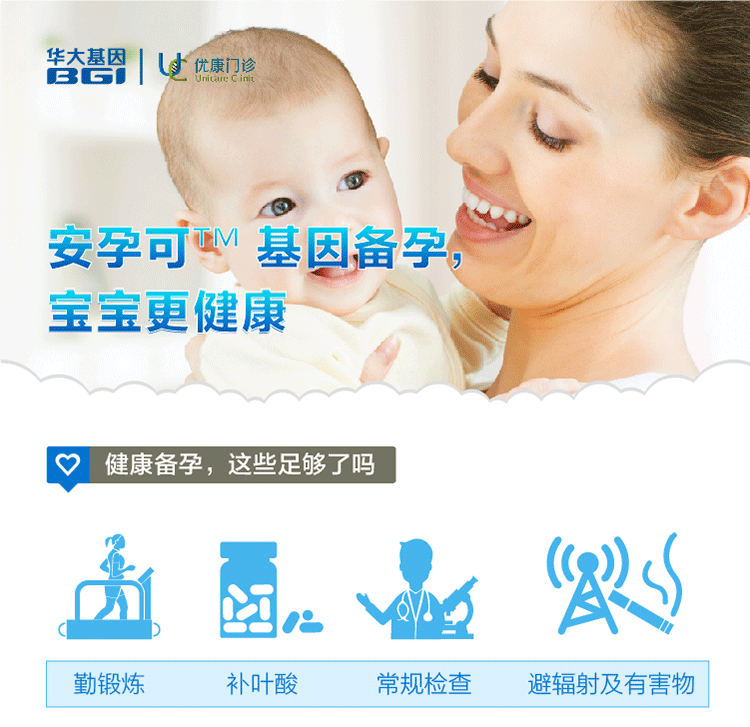 华大基因
BGI
UC
优康门诊
Unicare Clinic
安孕可™ 基因备孕,
宝宝更健康
健康备孕，这些足够了吗
勤锻炼
补叶酸
常规检查
避辐射及有害物